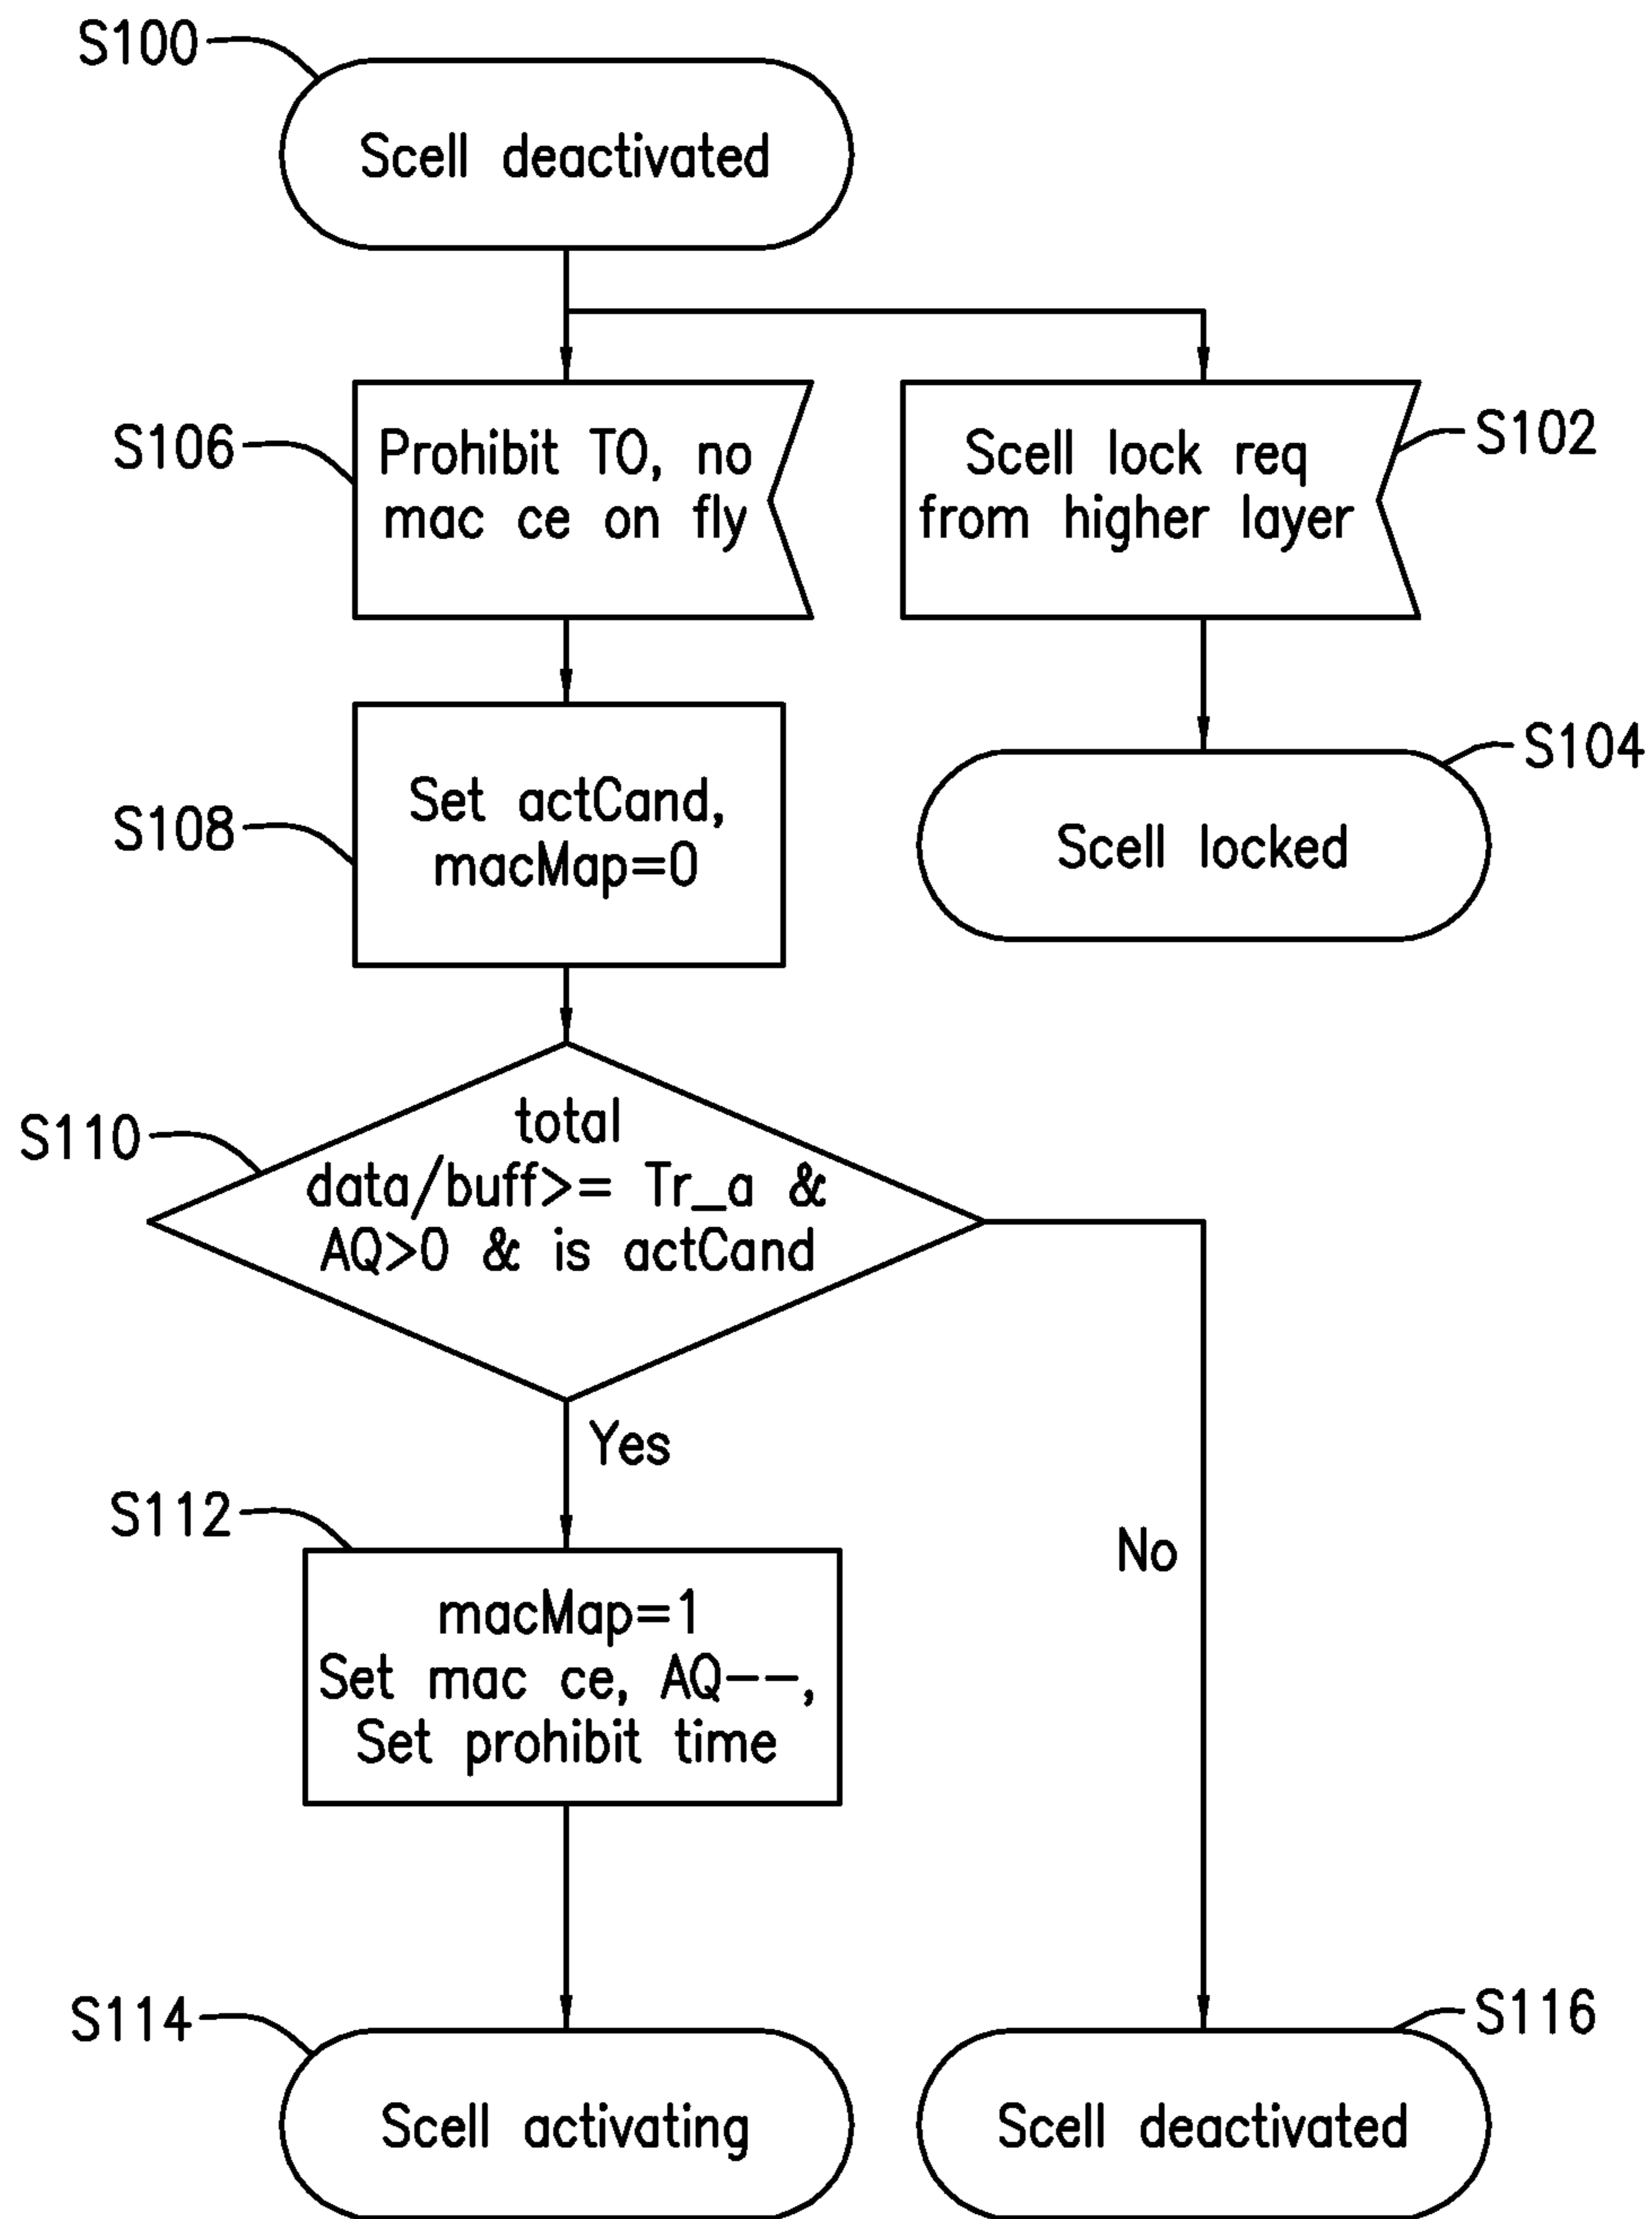 S100
Scell deactivated
S106
Prohibit TO, no
mac ce on fly
Scell lock req
from higher layer
S102
S108
Set actCand,
macMap=0
S104
Scell locked
S110
total
data/buff>= Tr_a &
AQ>0 & is actCand
Yes
No
S112
macMap=1
Set mac ce, AQ--,
Set prohibit time
S114
Scell activating
S116
Scell deactivated